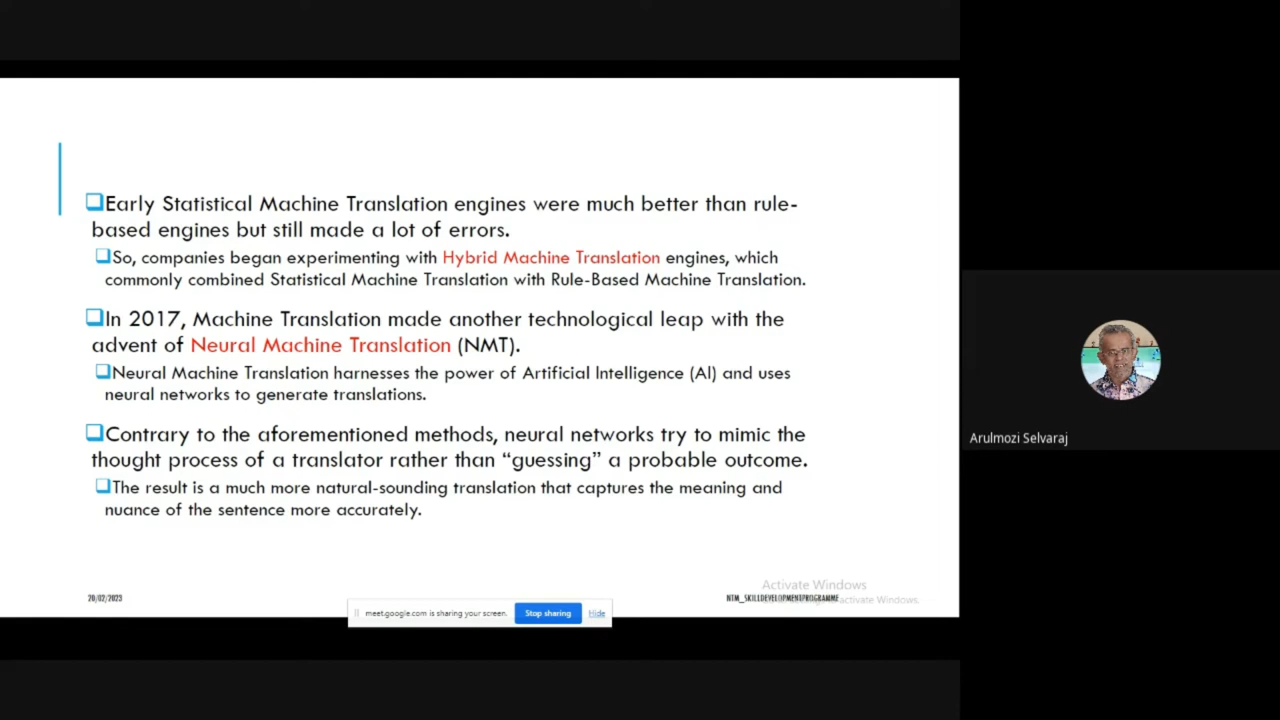 ❑Early Statistical Machine Translation engines were much better than rule-
based engines but still made a lot of errors.
❑So, companies began experimenting with Hybrid Machine Translation engines, which
commonly combined Statistical Machine Translation with Rule-Based Machine Translation.
❑In 2017, Machine Translation made another technological leap with the
advent of Neural Machine Translation (NMT).
❑Neural Machine Translation harnesses the power of Artificial Intelligence (AI) and uses
neural networks to generate translations.
❑Contrary to the aforementioned methods, neural networks try to mimic the
thought process of a translator rather than “guessing” a probable outcome.
❑The result is a much more natural-sounding translation that captures the meaning and
nuance of the sentence more accurately.
Arulmozi Selvaraj
Activate Windows
20/02/2023
NTM_SKILLDEVELOPMENTPROGRAMME
activate Windows.
meet.google.com is sharing your screen.
Stop sharing
Hide